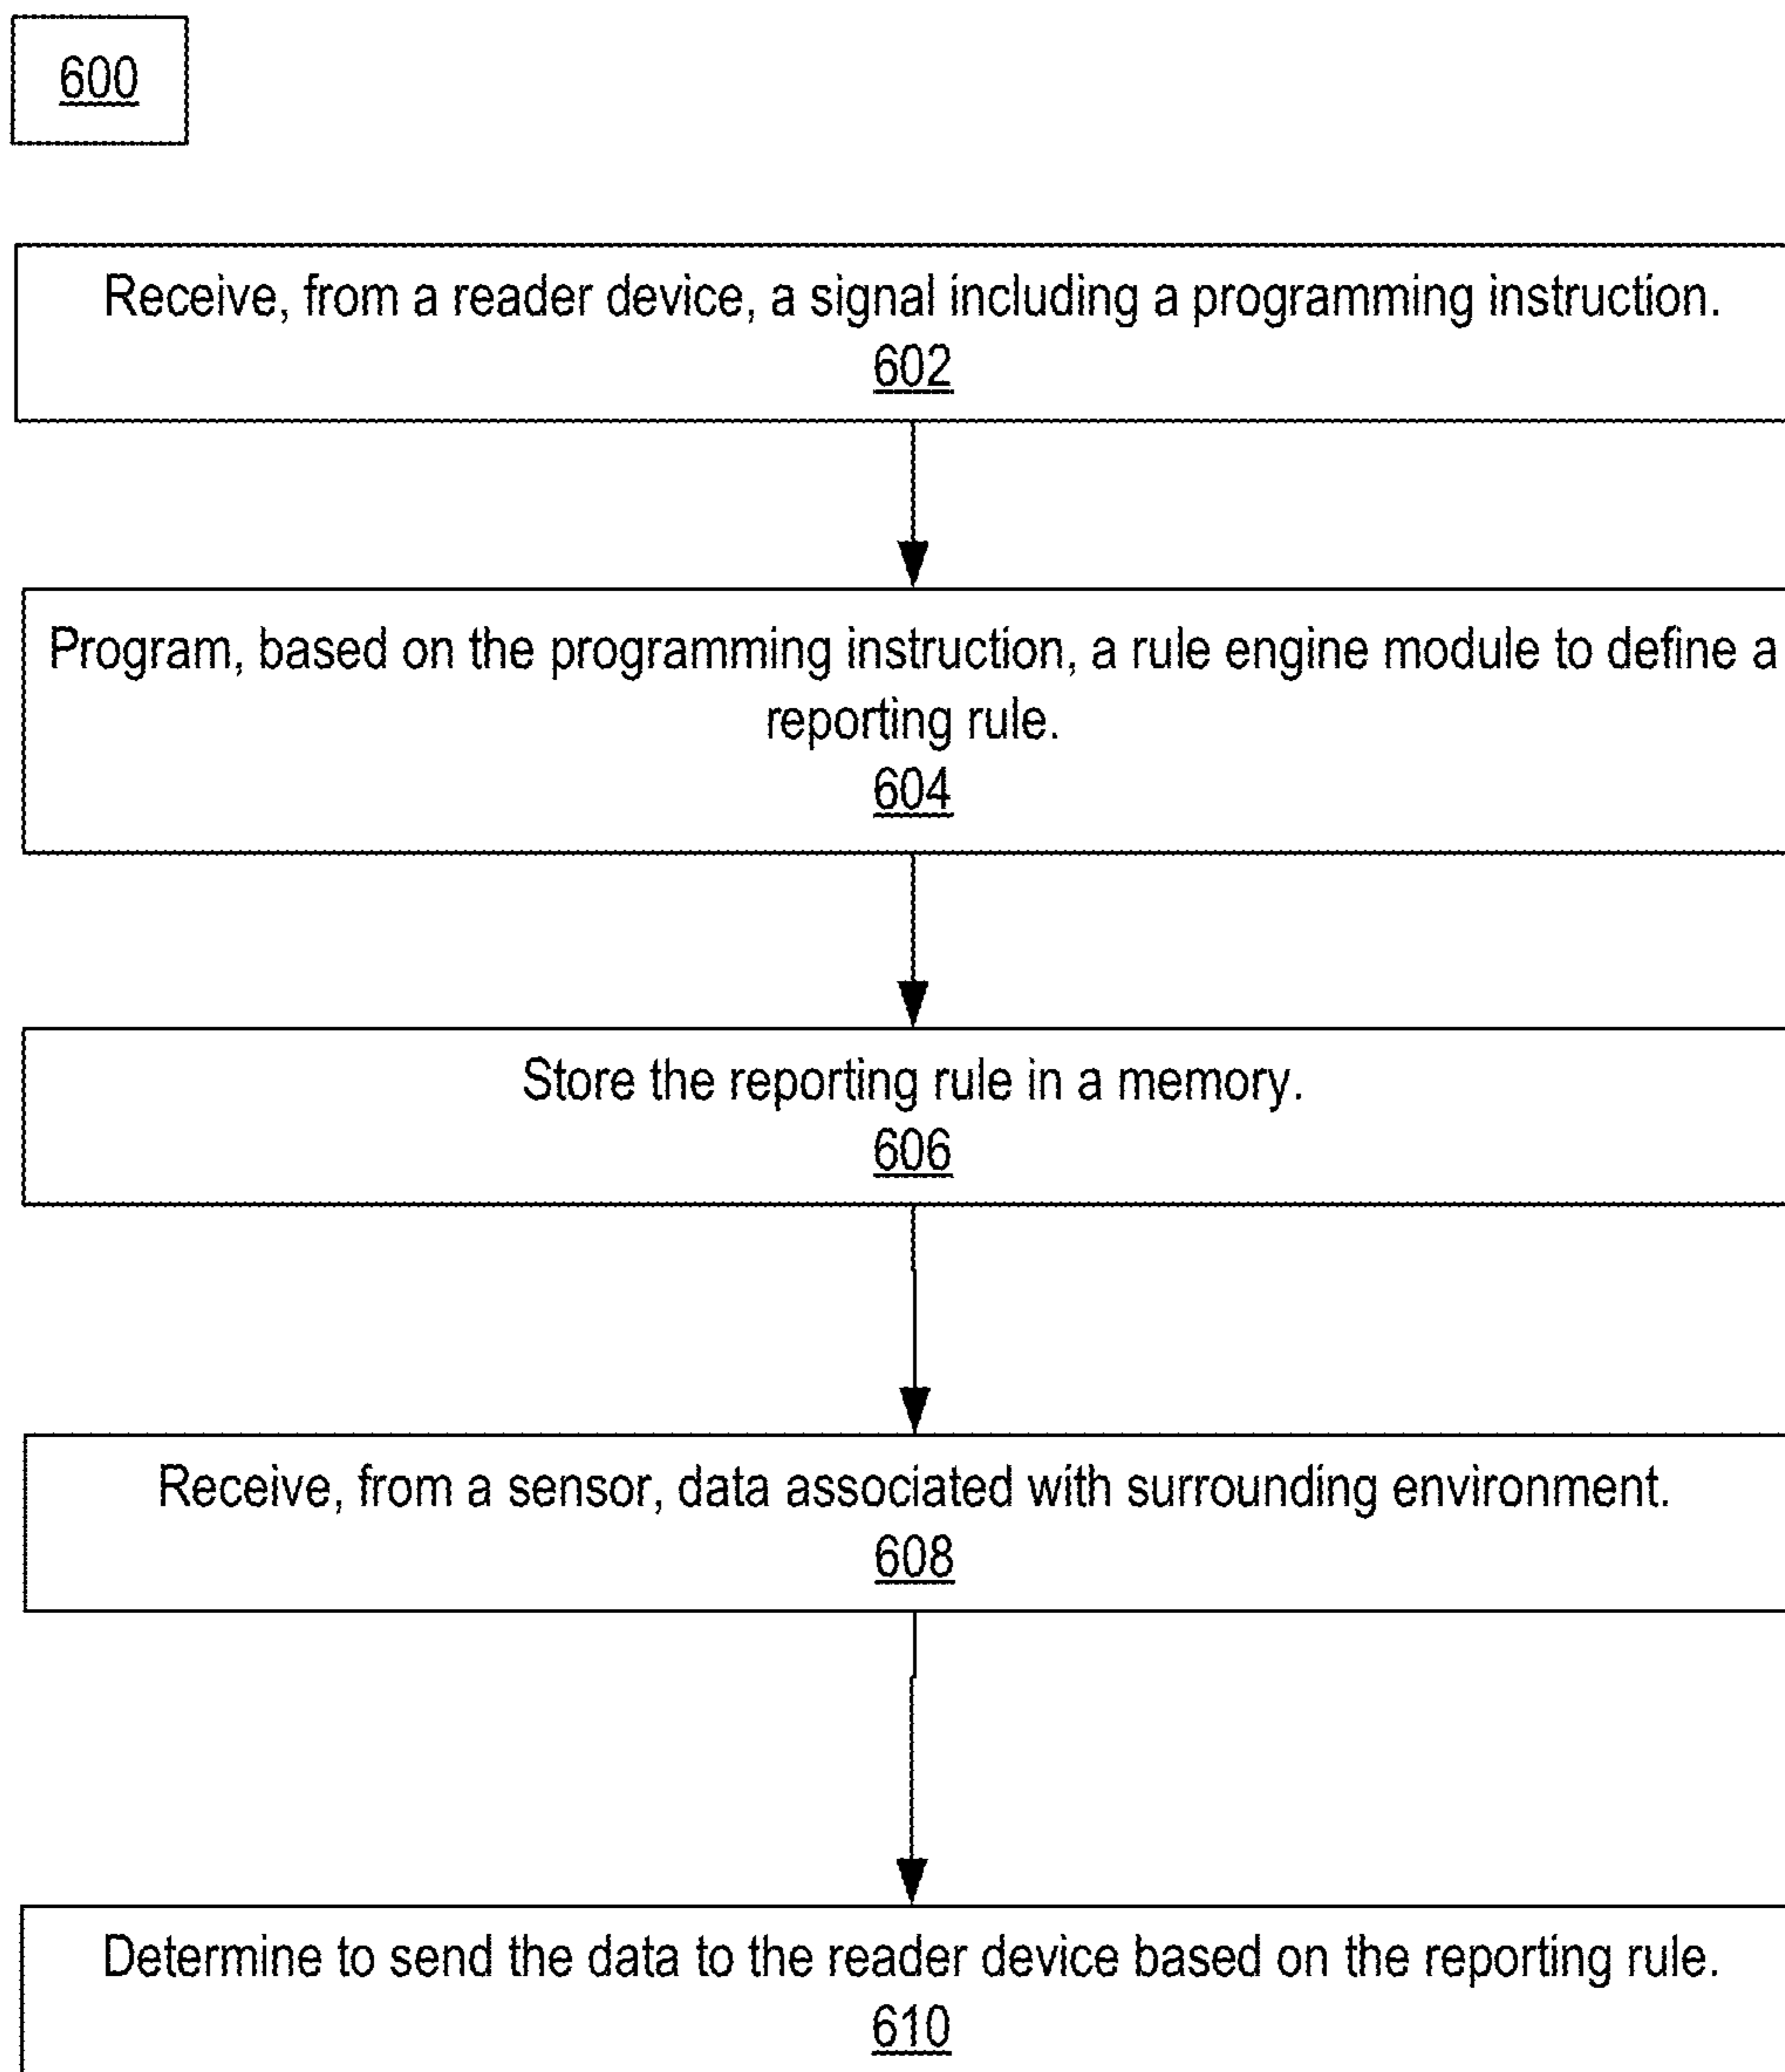 600
Receive, from a reader device, a signal including a programming instruction.
602
Program, based on the programming instruction, a rule engine module to define a
reporting rule.
604
Store the reporting rule in a memory.
606
Receive, from a sensor, data associated with surrounding environment.
608
Determine to send the data to the reader device based on the reporting rule.
610